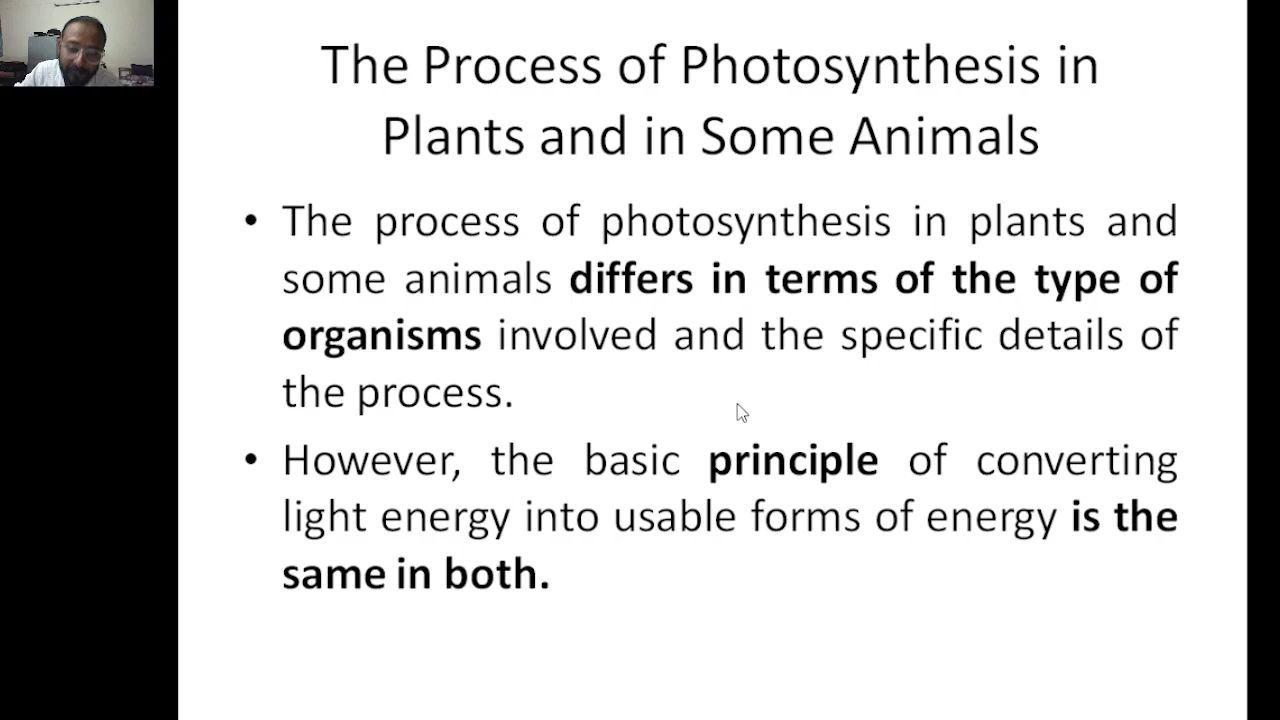 The Process of Photosynthesis in
Plants and in Some Animals
• The process of photosynthesis in plants and
some animals differs in terms of the type of
organisms involved and the specific details of
the process.
• However, the basic principle of converting
light energy into usable forms of energy is the
same in both.